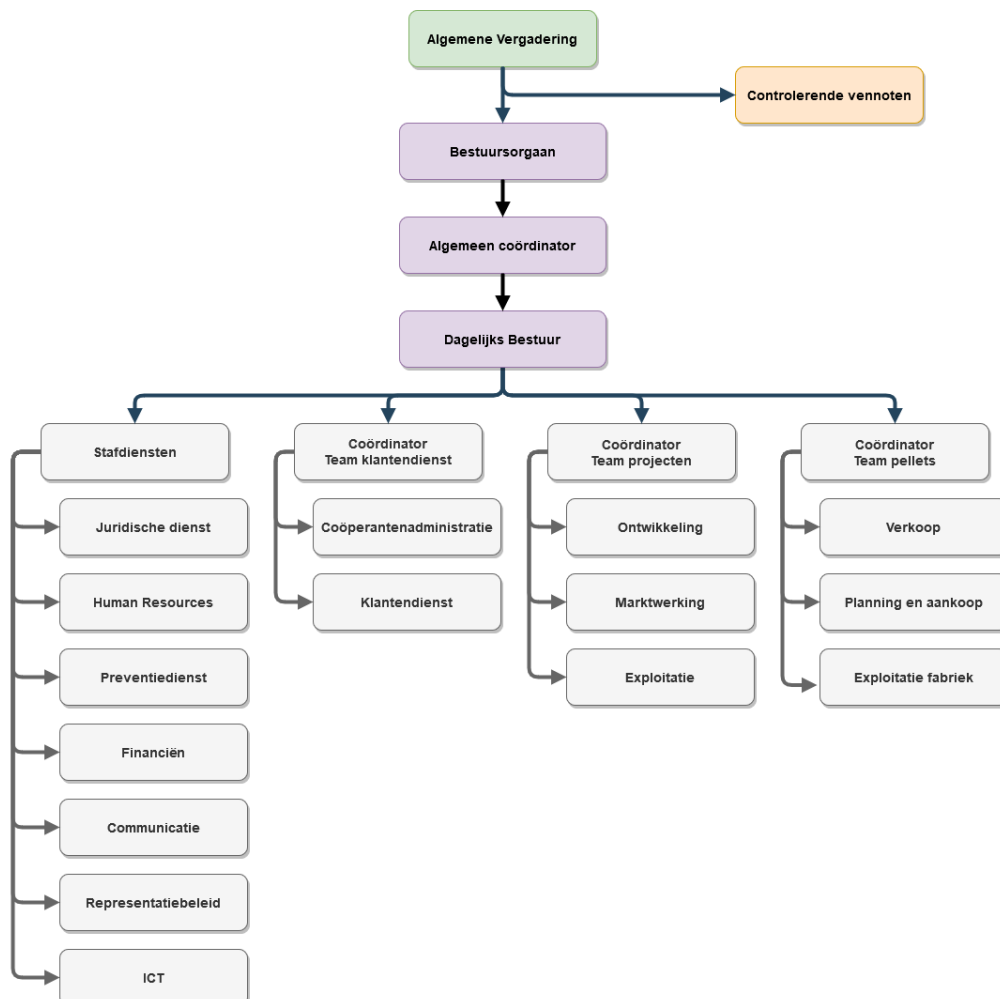 Algemene Vergadering
Controlerende vennoten
Bestuursorgaan
Algemeen coördinator
Dagelijks Bestuur
Stafdiensten
Juridische dienst
Human Resources
Preventiedienst
Financiën
Communicatie
Representatiebeleid
ICT
Coördinator
Team klantendienst
Coöperantenadministratie
Klantendienst
Coördinator
Team projecten
Ontwikkeling
Marktwerking
Exploitatie
Coördinator
Team pellets
Verkoop
Planning en aankoop
Exploitatie fabriek